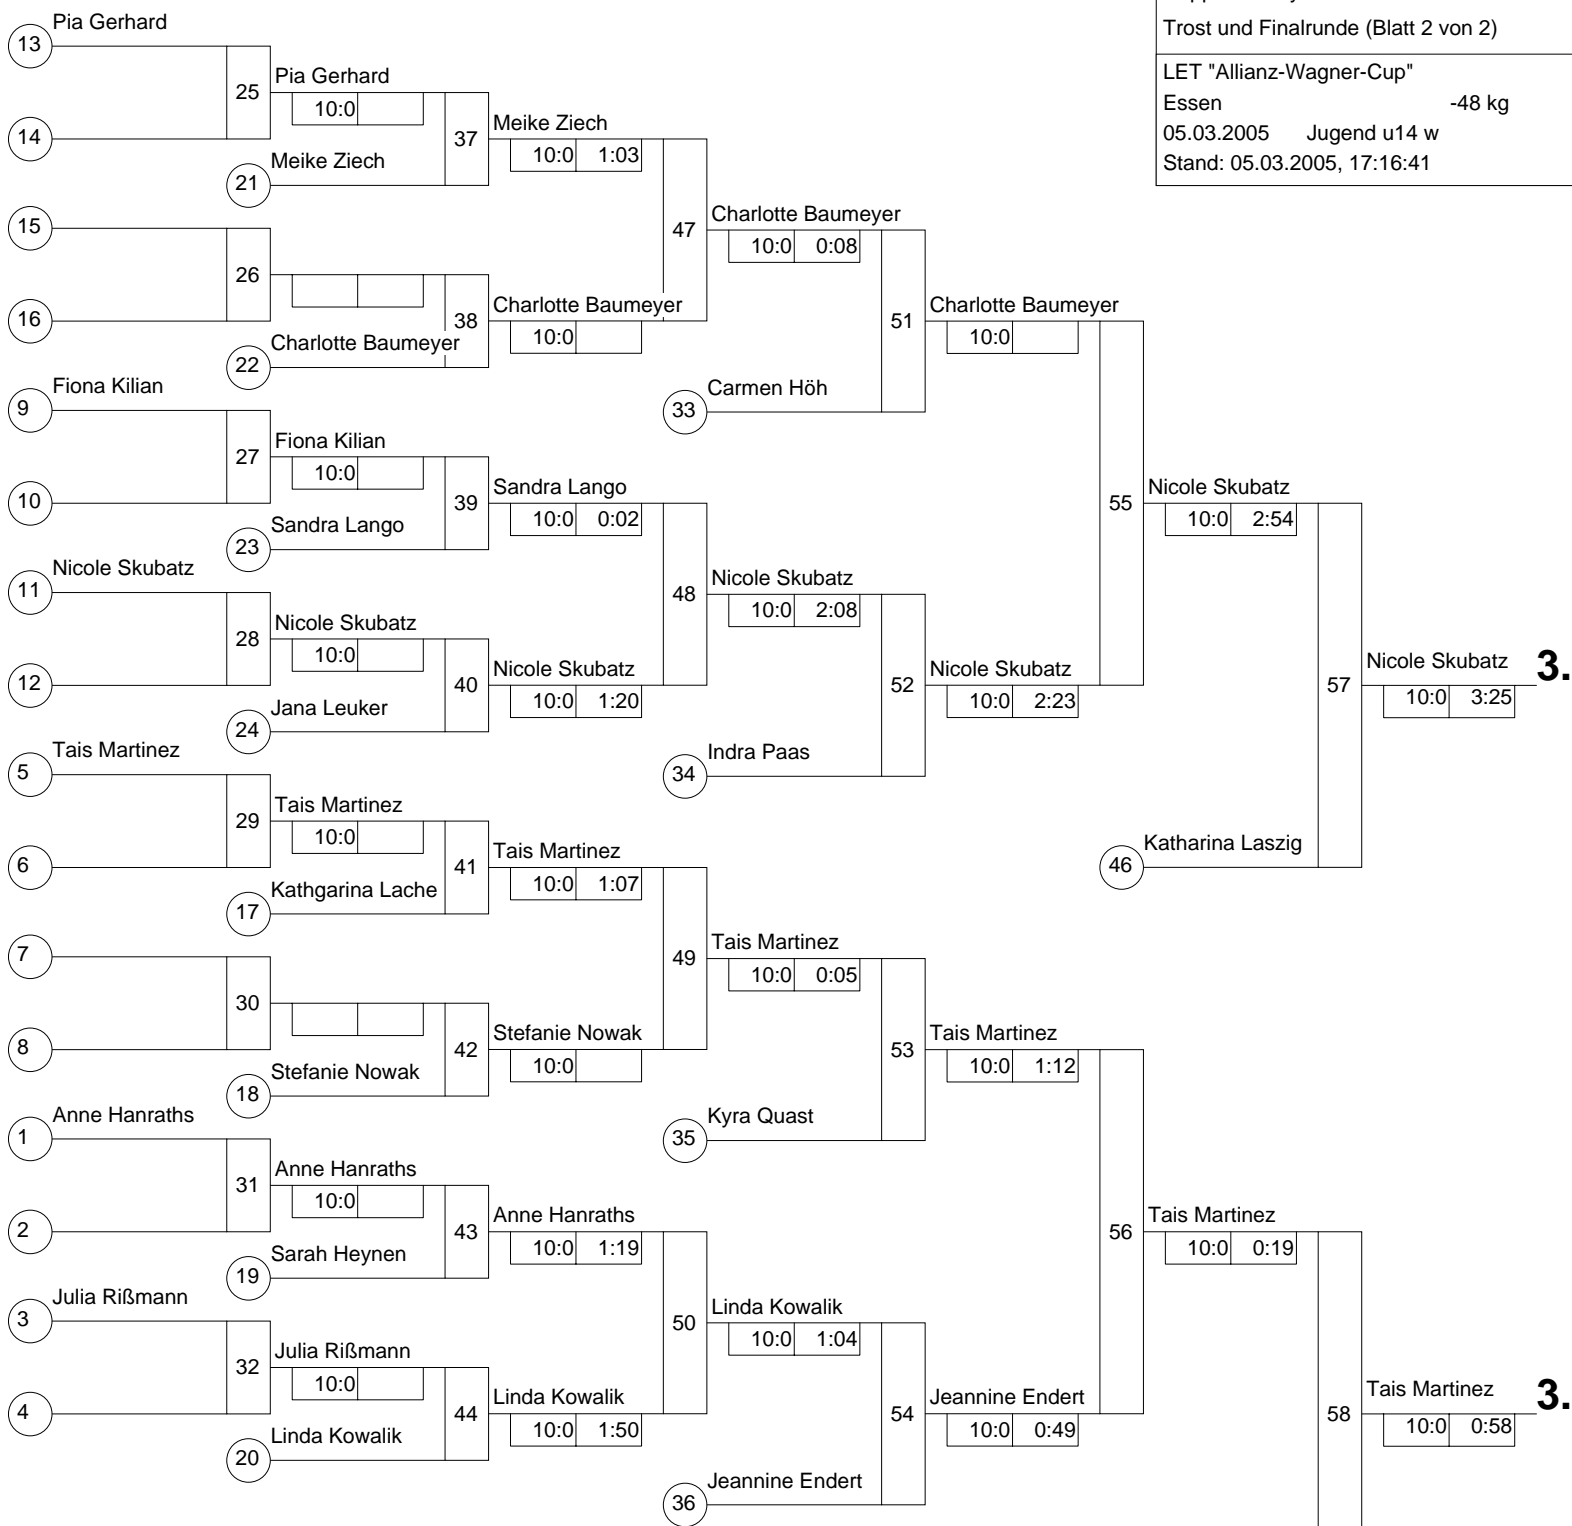 Trost und Finalrunde (Blatt 2 von 2)
LET "Allianz-Wagner-Cup"
Essen -48 kg
05.03.2005 Jugend u14 w
Stand: 05.03.2005, 17:16:41
13 Pia Gerhard
14
25 Pia Gerhard
10:0
21 Meike Ziech
37 Meike Ziech
10:0 1:03
15
16
26
22 Charlotte Baumeyer
38 Charlotte Baumeyer
10:0
47 Charlotte Baumeyer
10:0 0:08
33 Carmen Höh
51 Charlotte Baumeyer
10:0
9 Fiona Kilian
10
27 Fiona Kilian
10:0
23 Sandra Lango
39 Sandra Lango
10:0 0:02
11 Nicole Skubatz
12
28 Nicole Skubatz
10:0
24 Jana Leuker
40 Nicole Skubatz
10:0 1:20
48 Nicole Skubatz
10:0 2:08
34 Indra Paas
52 Nicole Skubatz
10:0 2:23
55 Nicole Skubatz
10:0 2:54
46 Katharina Laszig
57 Nicole Skubatz 3.
10:0 3:25
5 Tais Martinez
6
29 Tais Martinez
10:0
17 Kathgarina Lache
41 Tais Martinez
10:0 1:07
7
8
30
18 Stefanie Nowak
42 Stefanie Nowak
10:0
49 Tais Martinez
10:0 0:05
35 Kyra Quast
53 Tais Martinez
10:0 1:12
1 Anne Hanraths
2
31 Anne Hanraths
10:0
19 Sarah Heynen
43 Anne Hanraths
10:0 1:19
3 Julia Rißmann
4
32 Julia Rißmann
10:0
20 Linda Kowalik
44 Linda Kowalik
10:0 1:50
50 Linda Kowalik
10:0 1:04
36 Jeannine Endert
54 Jeannine Endert
10:0 0:49
56 Tais Martinez
10:0 0:19
58 Tais Martinez 3.
10:0 0:58